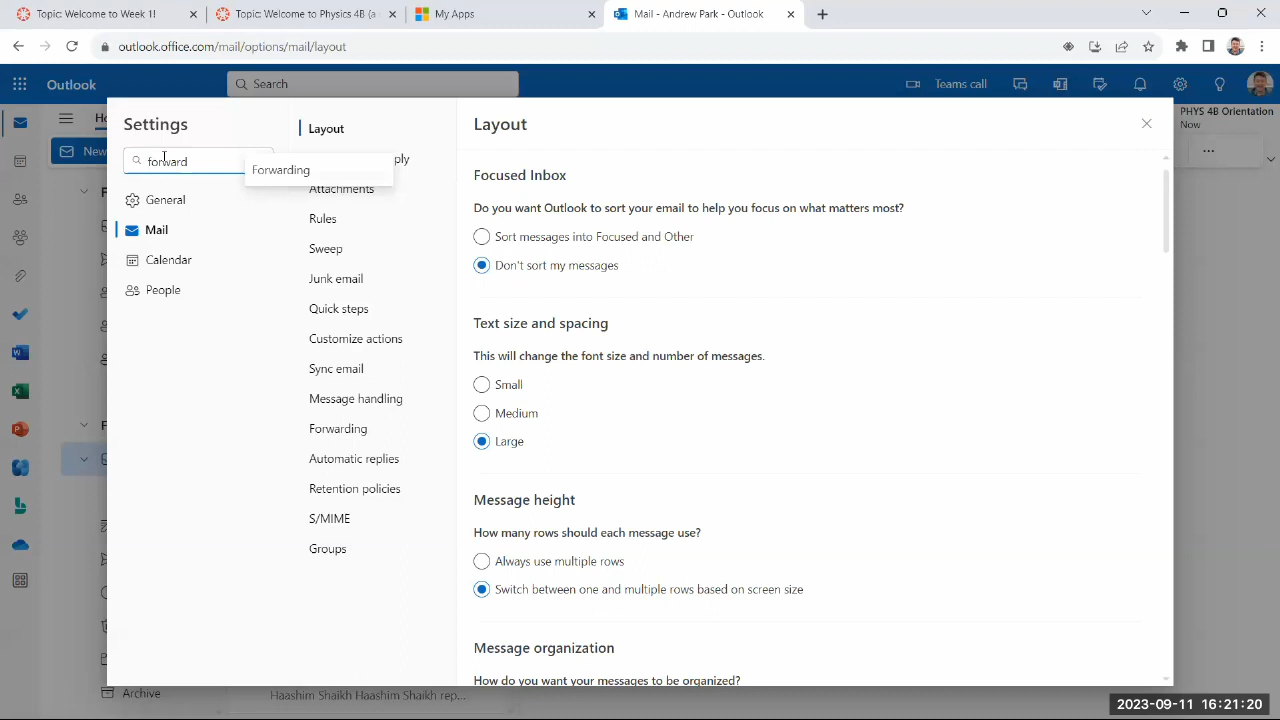 Topic: Welcome to Week 1!
Topic: Welcome to Physics 4B (a
My Apps
Mail - Andrew Park - Outlook
outlook.office.com/mail/options/mail/layout
Outlook
Search
Teams call
PHYS 4B Orientation
Now
New
Settings
forward
Forwarding
General
Mail
Calendar
People
Layout
ply
Attachments
Rules
Sweep
Junk email
Quick steps
Customize actions
Sync email
Message handling
Forwarding
Automatic replies
Retention policies
S/MIME
Groups
Layout
Focused Inbox
Do you want Outlook to sort your email to help you focus on what matters most?
Sort messages into Focused and Other
Don't sort my messages
Text size and spacing
This will change the font size and number of messages.
Small
Medium
Large
Message height
How many rows should each message use?
Always use multiple rows
Switch between one and multiple rows based on screen size
Message organization
How do you want your messages to be organized?
Archive
Haashim Shaikh Haashim Shaikh rep...
2023-09-11 16:21:20